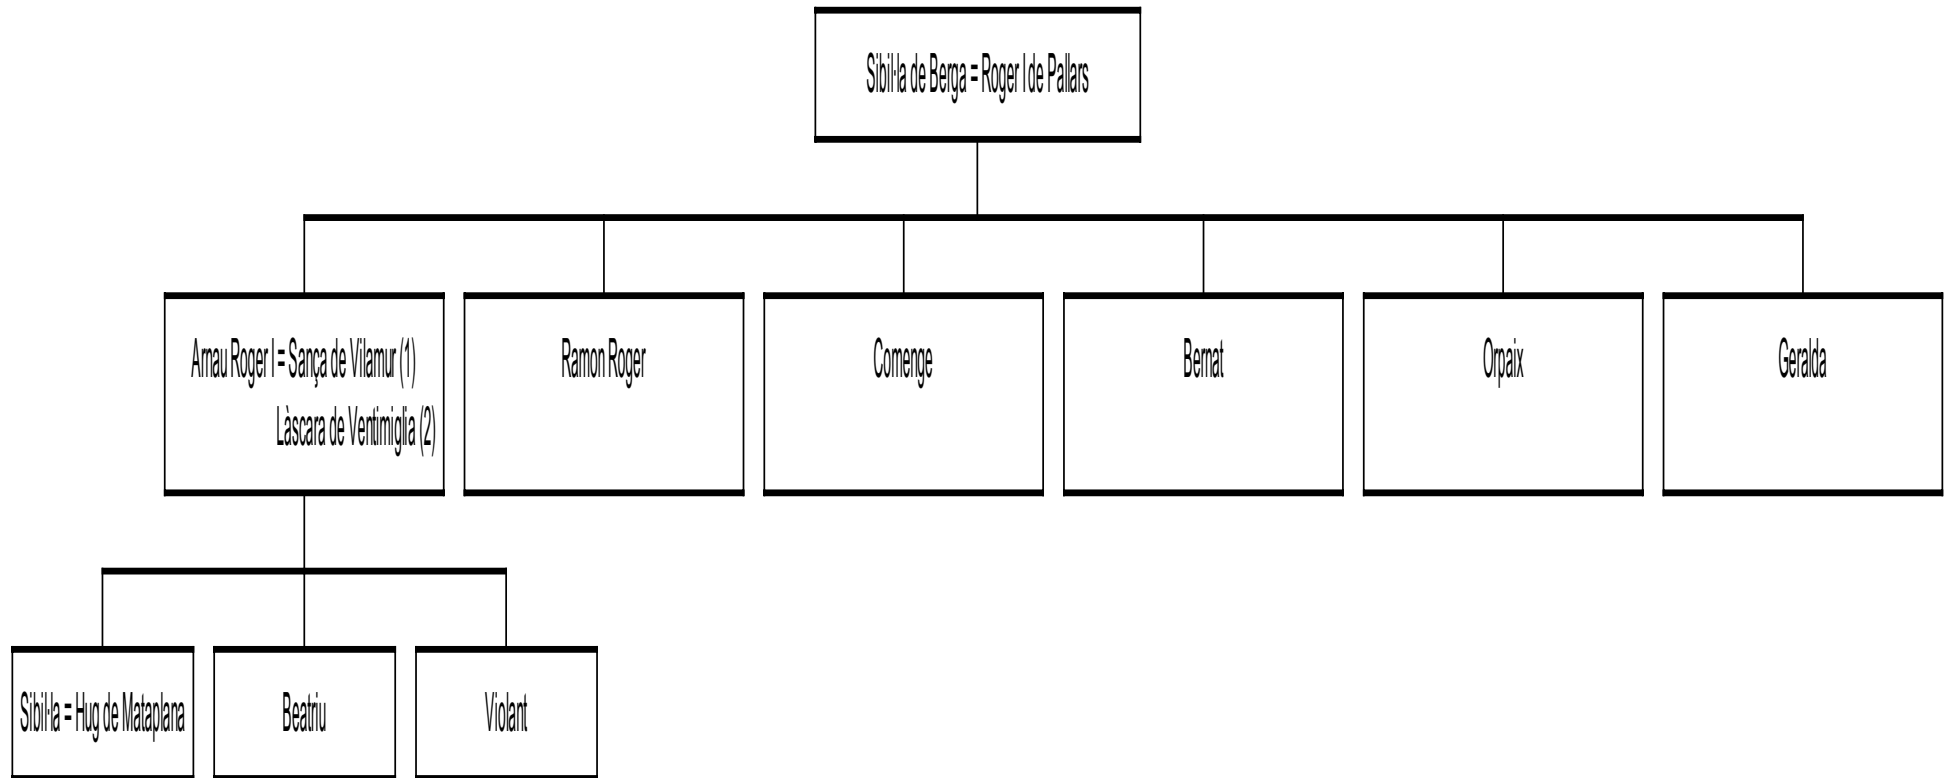 Sibil·la de Berga = Roger I de Pallars
Arnau Roger I = Sança de Vilamur (1)
Làscara de Ventimiglia (2)
Ramon Roger
Comenge
Bernat
Orpaix
Geralda
Sibil·la = Hug de Mataplana
Beatriu
Violant